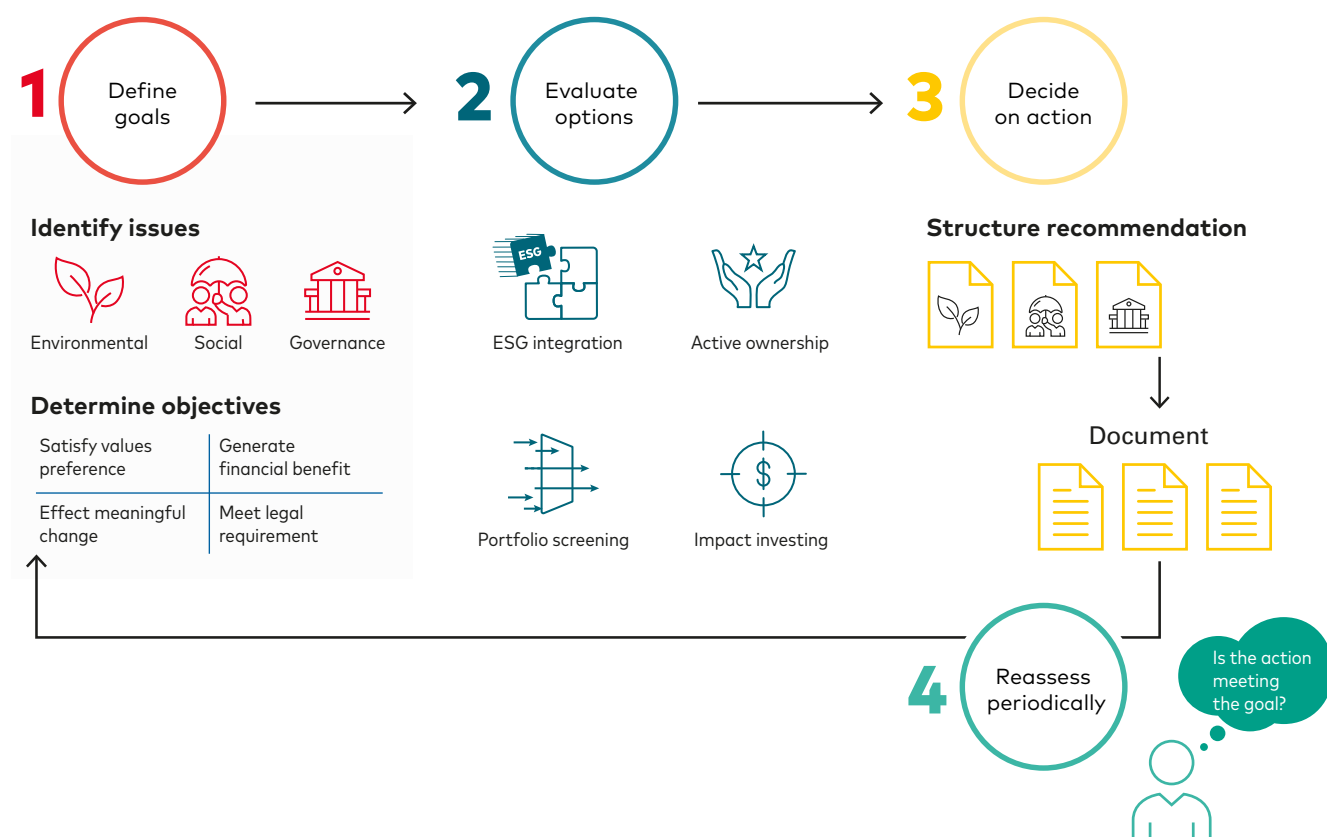 1
Define
goals
2
Evaluate
options
3
Decide
on action
Identify issues
Environmental
Social
Governance
Determine objectives
Satisfy values
preference
Generate
financial benefit
Effect meaningful
change
Meet legal
requirement
ESG
ESG integration
Active ownership
Portfolio screening
$
Impact investing
Structure recommendation
Document
4
Reassess
periodically
Is the action
meeting
the goal?